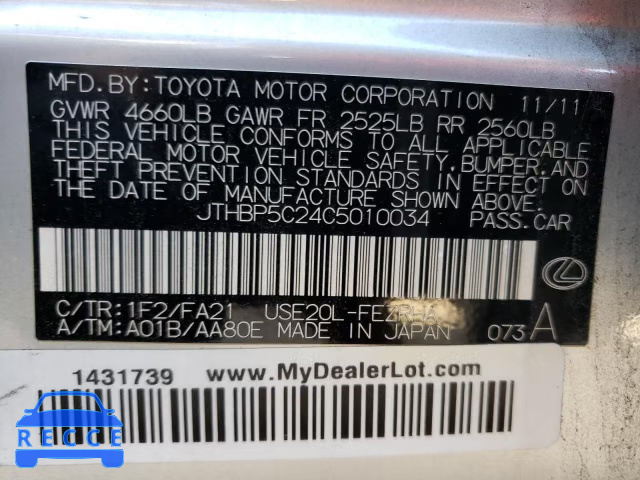 MFD.BY:TOYOTA MOTOR CORPORATION 11/11
GVWR 4660LB GAWR FR 2525LB RR 2560LB
THIS VEHICLE CONFORMS TO ALL APPLICABLE
FEDERAL MOTOR VEHICLE SAFETY, BUMPER, AND
THEFT PREVENTION STANDARDS IN EFFECT ON
THE DATE OF MANUFACTURE SHOWN ABOVE.
JTHBP5C24C5010034 PASS.CAR
C/TR:1F2/FA21 USE20L-FEZRHA
A/TM:A01B/AA80E MADE IN JAPAN 073A
1431739 www.MyDealerLot.com
RECCE